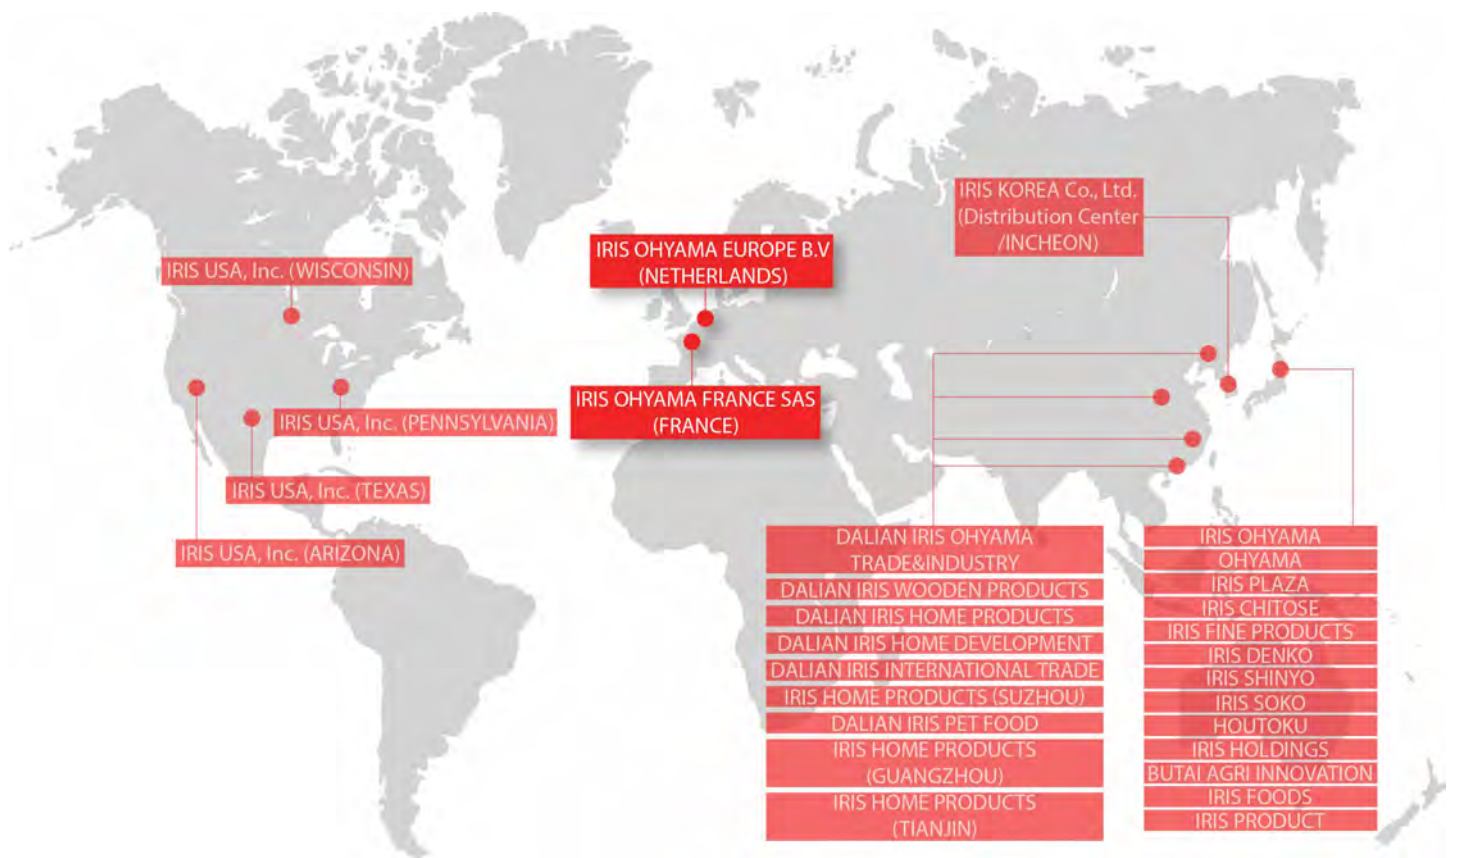 IRIS KOREA Co., Ltd.
(Distribution Center
/INCHEON)
IRIS OHYAMA EUROPE B.V
(NETHERLANDS)
IRIS USA, Inc. (WISCONSIN)
IRIS OHYAMA FRANCE SAS
(FRANCE)
IRIS USA, Inc. (PENNSYLVANIA)
IRIS USA, Inc. (TEXAS)
IRIS USA, Inc. (ARIZONA)
DALIAN IRIS OHYAMA
TRADE&INDUSTRY
DALIAN IRIS WOODEN PRODUCTS
DALIAN IRIS HOME PRODUCTS
DALIAN IRIS HOME DEVELOPMENT
DALIAN IRIS INTERNATIONAL TRADE
IRIS HOME PRODUCTS (SUZHOU)
DALIAN IRIS PET FOOD
IRIS HOME PRODUCTS
(GUANGZHOU)
IRIS HOME PRODUCTS
(TIANJIN)
IRIS OHYAMA
OHYAMA
IRIS PLAZA
IRIS CHITOSE
IRIS FINE PRODUCTS
IRIS DENKO
IRIS SHINYO
IRIS SOKO
HOUTOKU
IRIS HOLDINGS
BUTAI AGRI INNOVATION
IRIS FOODS
IRIS PRODUCT